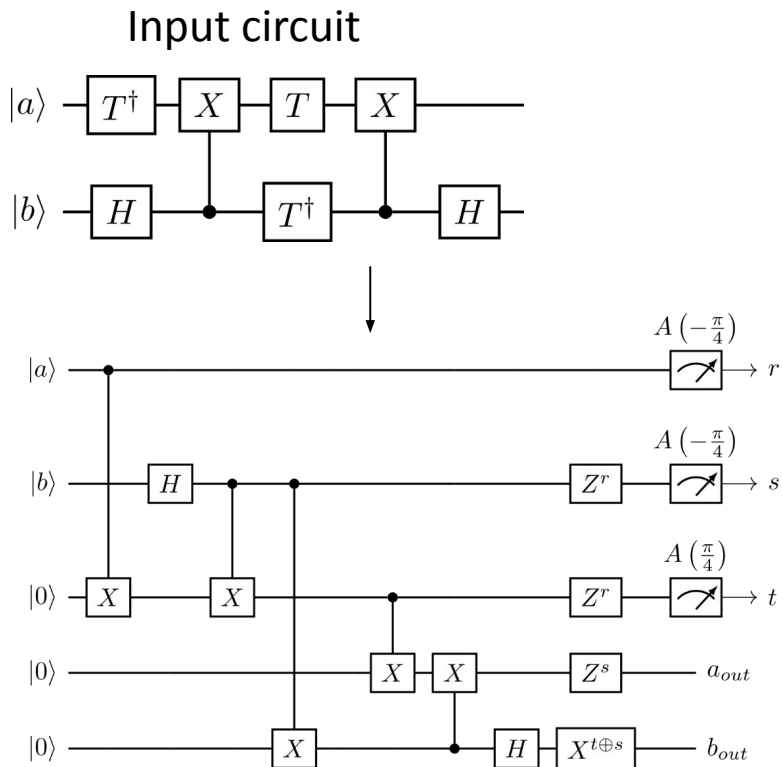 Input circuit
|a⟩ T† X T X
|b⟩ H T† H
A(−π/4)
|a⟩ r
A(−π/4)
|b⟩ H Z^r s
A(π/4)
|0⟩ X X Z^r t
|0⟩ X X Z^s a_out
|0⟩ X H X^{t⊕s} b_out